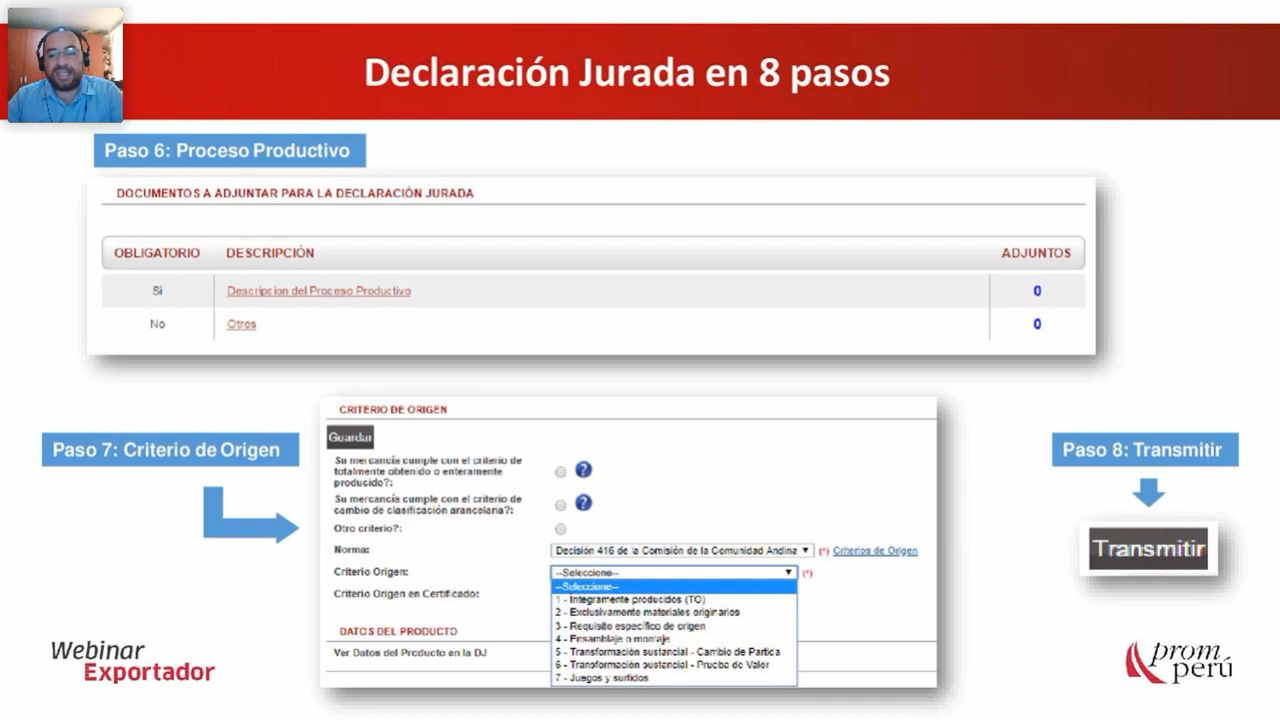 Declaración Jurada en 8 pasos
Paso 6: Proceso Productivo
DOCUMENTOS A ADJUNTAR PARA LA DECLARACIÓN JURADA
OBLIGATORIO DESCRIPCIÓN ADJUNTOS
Si Descripcion del Proceso Productivo 0
No Otros 0
Paso 7: Criterio de Origen
CRITERIO DE ORIGEN
Guardar
Su mercancía cumple con el criterio de
totalmente obtenido o enteramente
producido?:
Su mercancía cumple con el criterio de
cambio de clasificación arancelaria?:
Otro criterio?:
Norma: Decisión 416 de la Comisión de la Comunidad Andina (*) Criterios de Origen
Criterio Origen: --Seleccione-- (*)
--Seleccione--
Criterio Origen en Certificado:
1 - Integramente producidos (TO)
2 - Exclusivamente materiales originarios
3 - Requisito específico de origen
4 - Ensamblaje o montaje
5 - Transformación sustancial - Cambio de Partida
6 - Transformación sustancial - Prueba de Valor
7 - Juegos y surtidos
DATOS DEL PRODUCTO
Ver Datos del Producto en la DJ
Paso 8: Transmitir
Transmitir
Webinar
Exportador
prom
perú